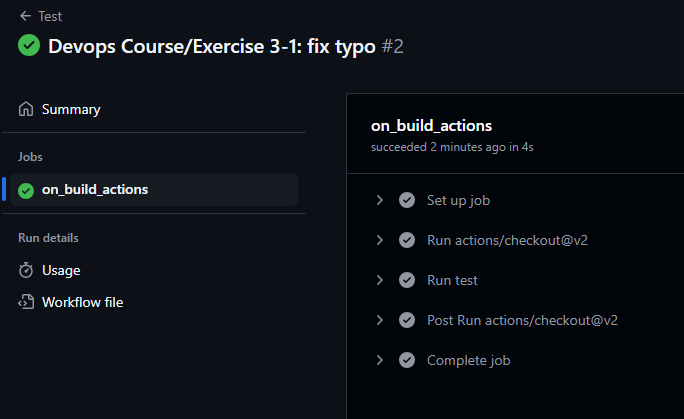 Test
Devops Course/Exercise 3-1: fix typo #2
Summary
Jobs
on_build_actions
Run details
Usage
Workflow file
on_build_actions
succeeded 2 minutes ago in 4s
Set up job
Run actions/checkout@v2
Run test
Post Run actions/checkout@v2
Complete job